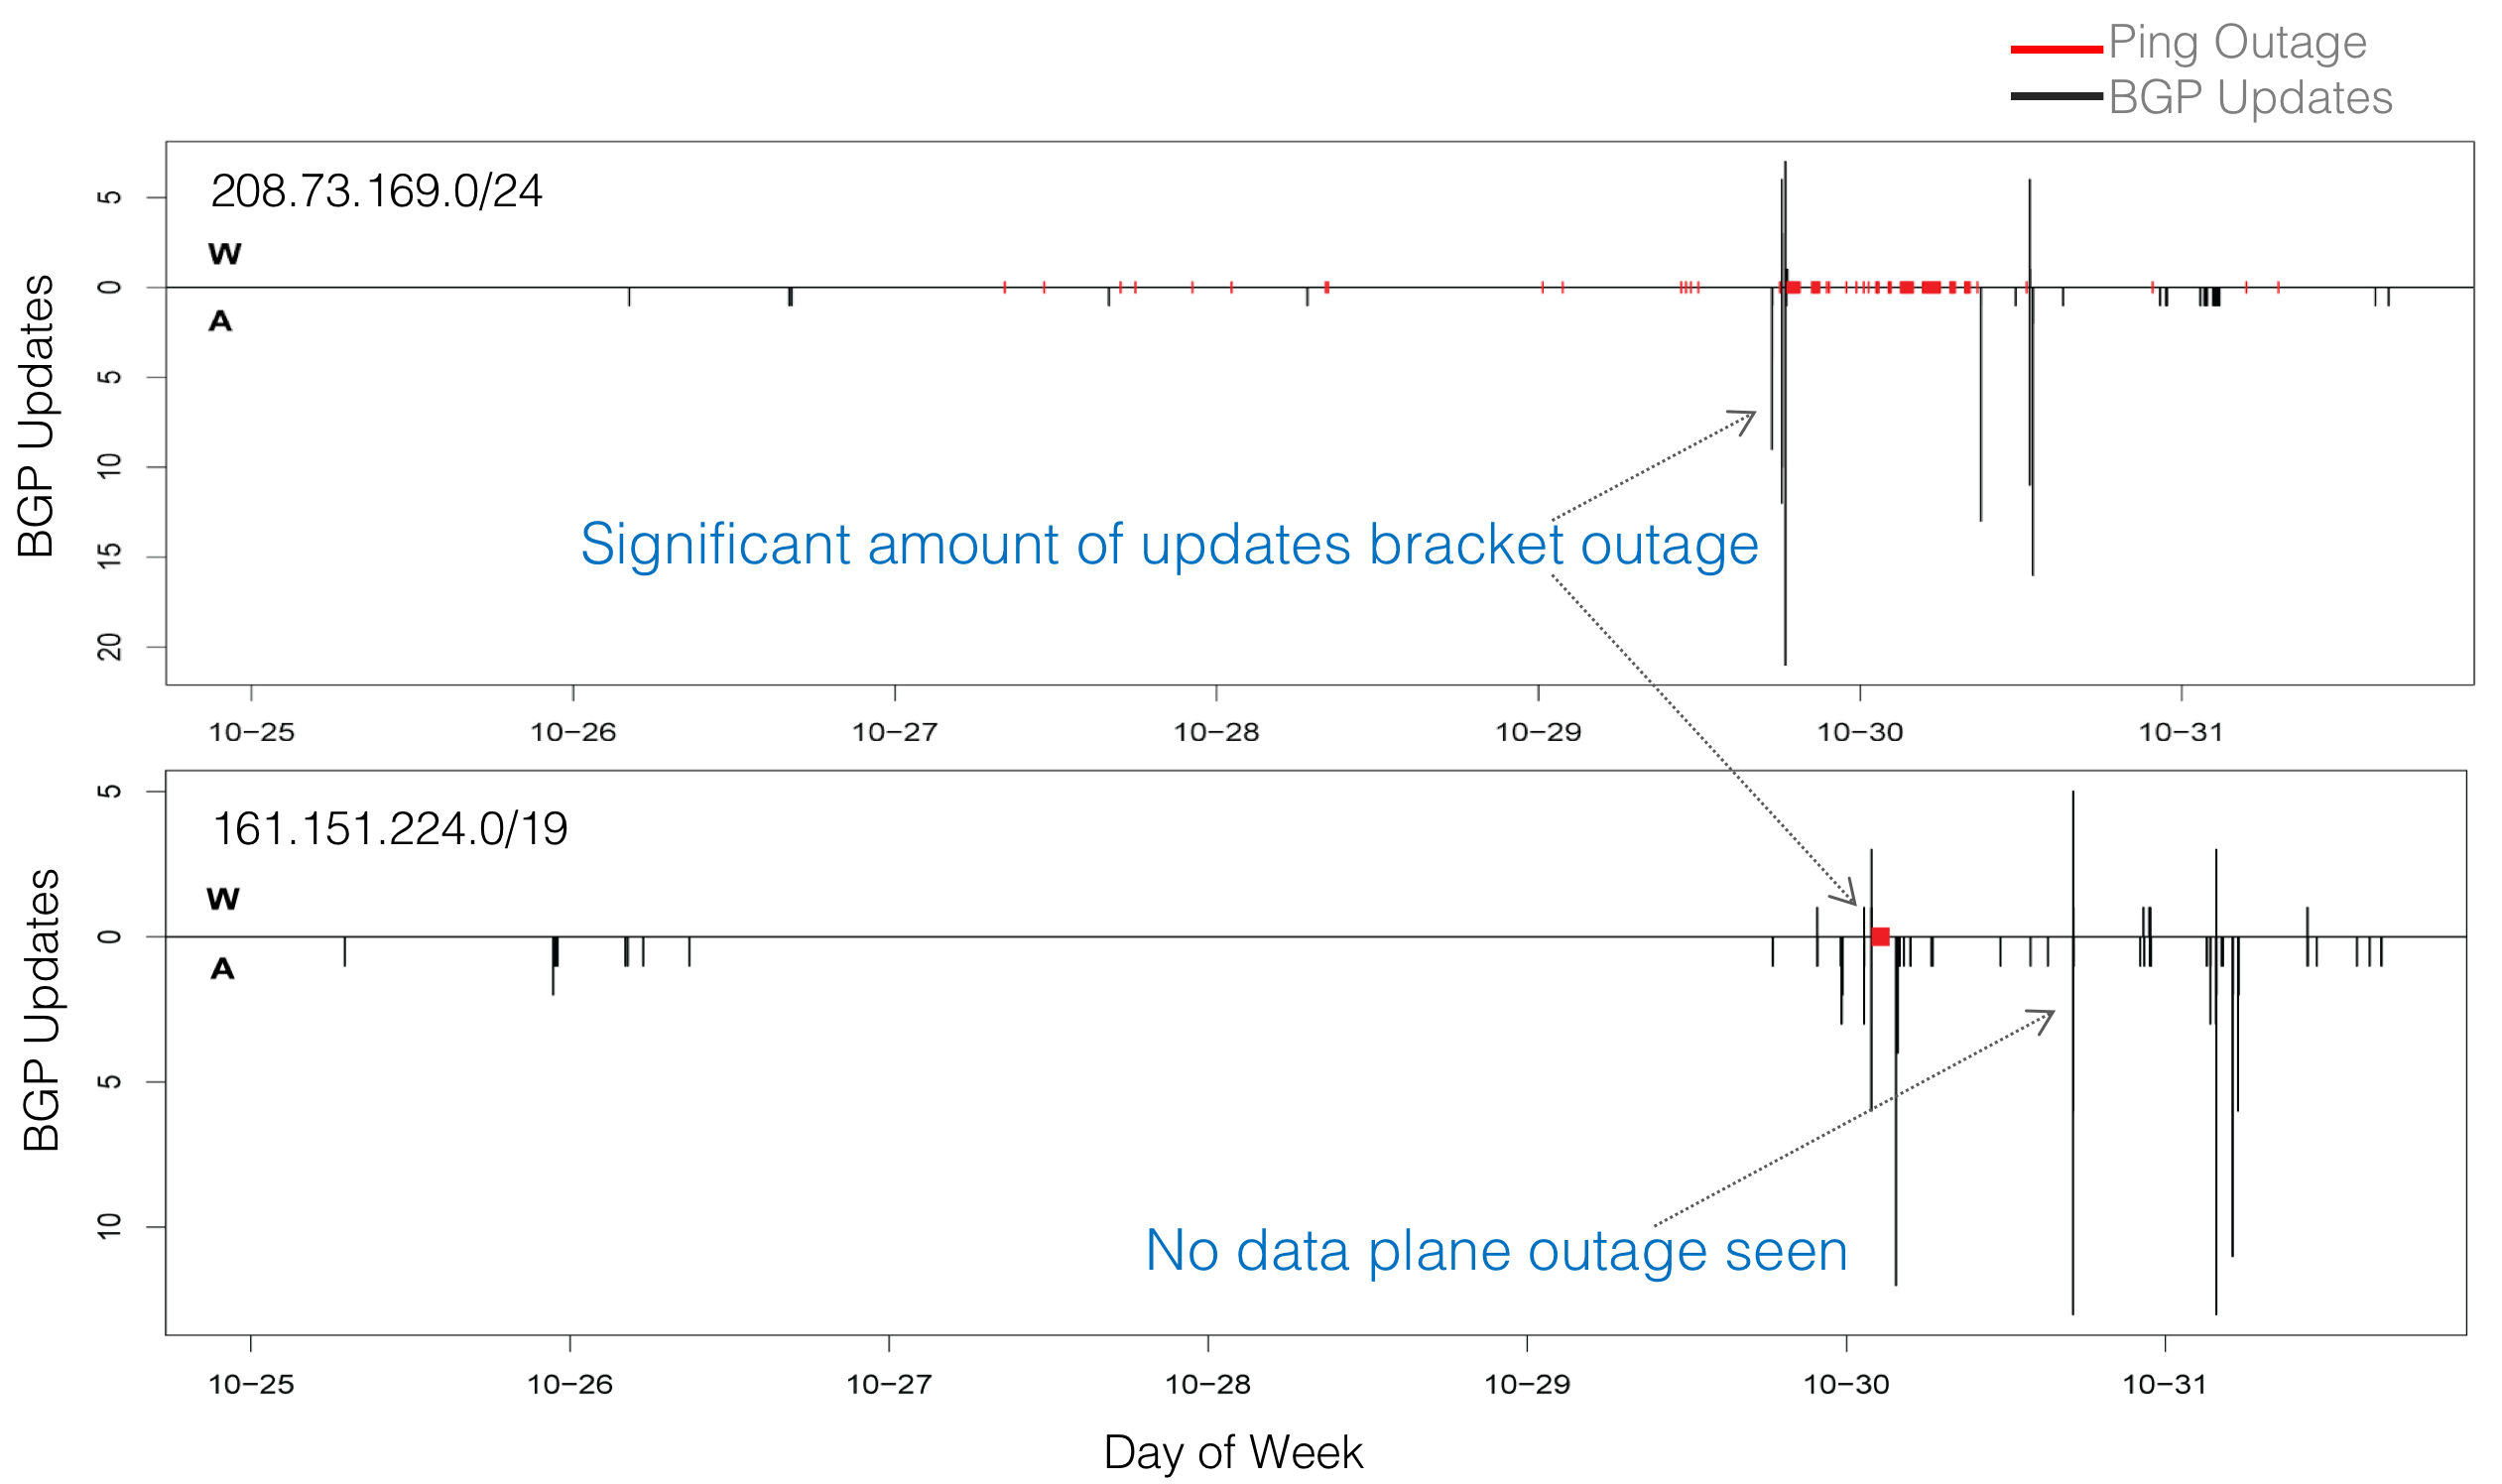 Ping Outage
BGP Updates
208.73.169.0/24
W
A
BGP Updates
5
0
5
10
15
20
Significant amount of updates bracket outage
10-25 10-26 10-27 10-28 10-29 10-30 10-31
161.151.224.0/19
W
A
BGP Updates
5
0
5
10
No data plane outage seen
10-25 10-26 10-27 10-28 10-29 10-30 10-31
Day of Week